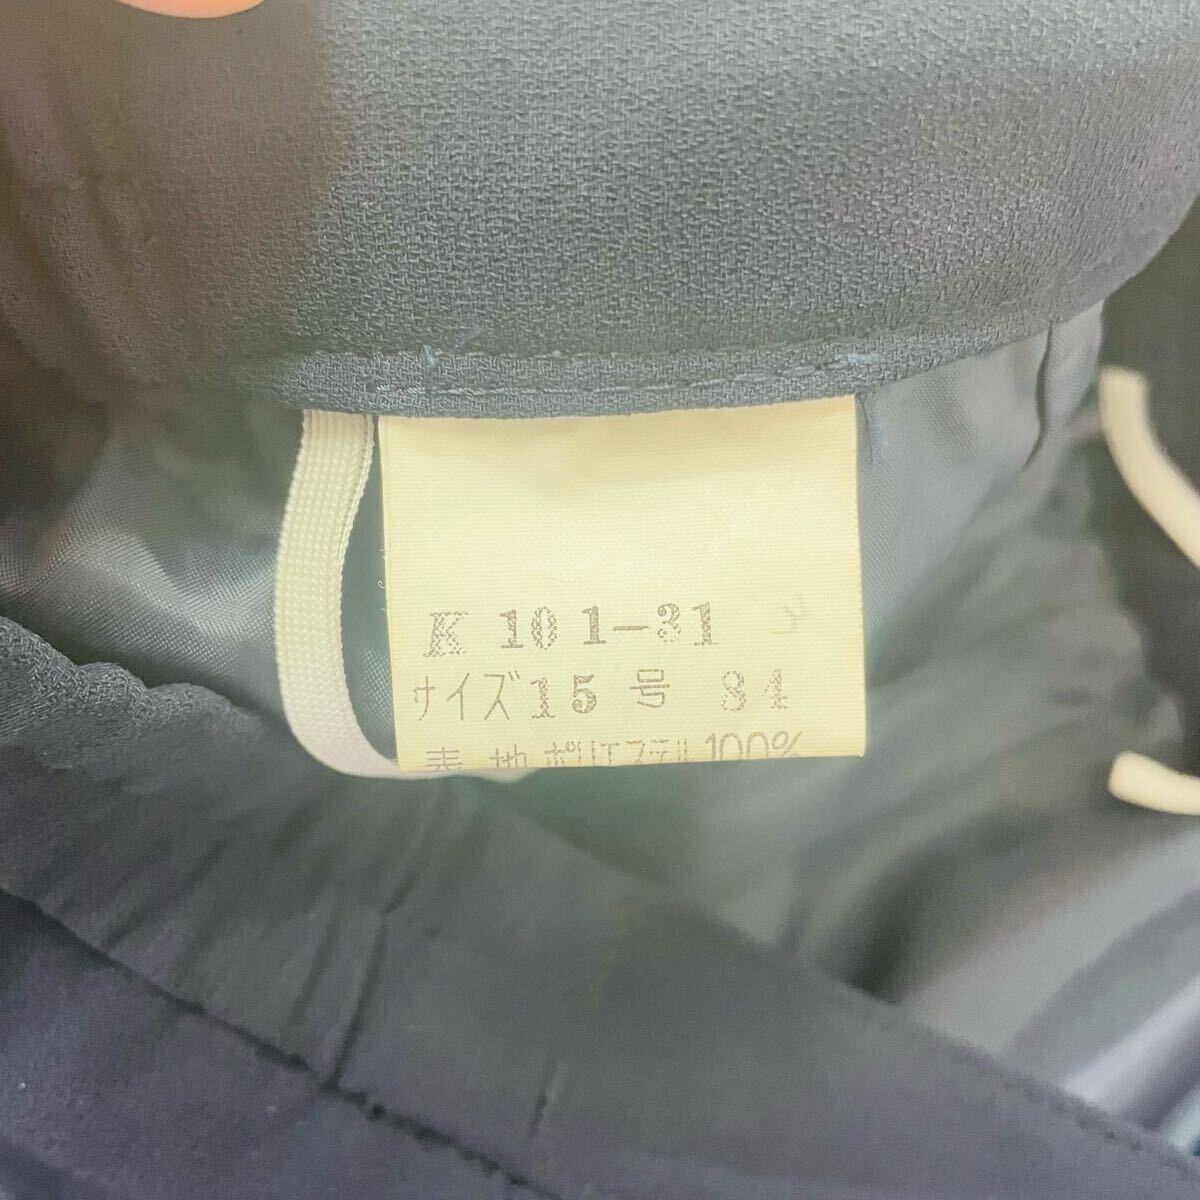 K 101-31
サイズ15 号 84
表 地 ポリエステル100%